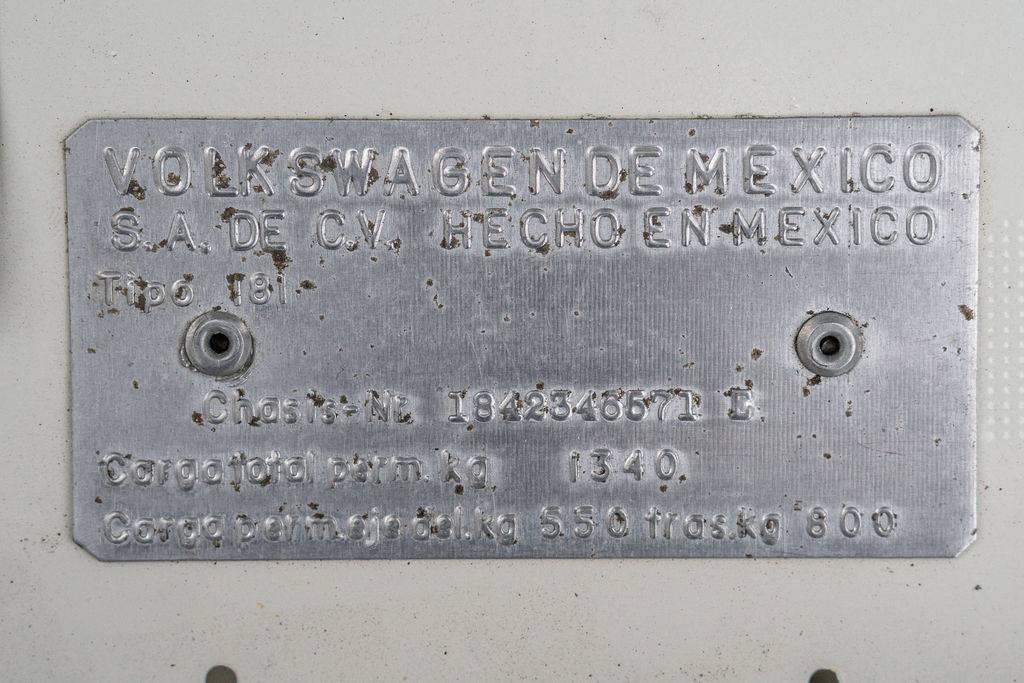 VOLKSWAGEN DE MEXICO
S.A. DE C.V. HECHO EN MEXICO
Tipo 181
Chasis-Nr. 1842346571 E
Carga total perm. kg 1340
Carga perm. eje del. kg 550 tras. kg 800